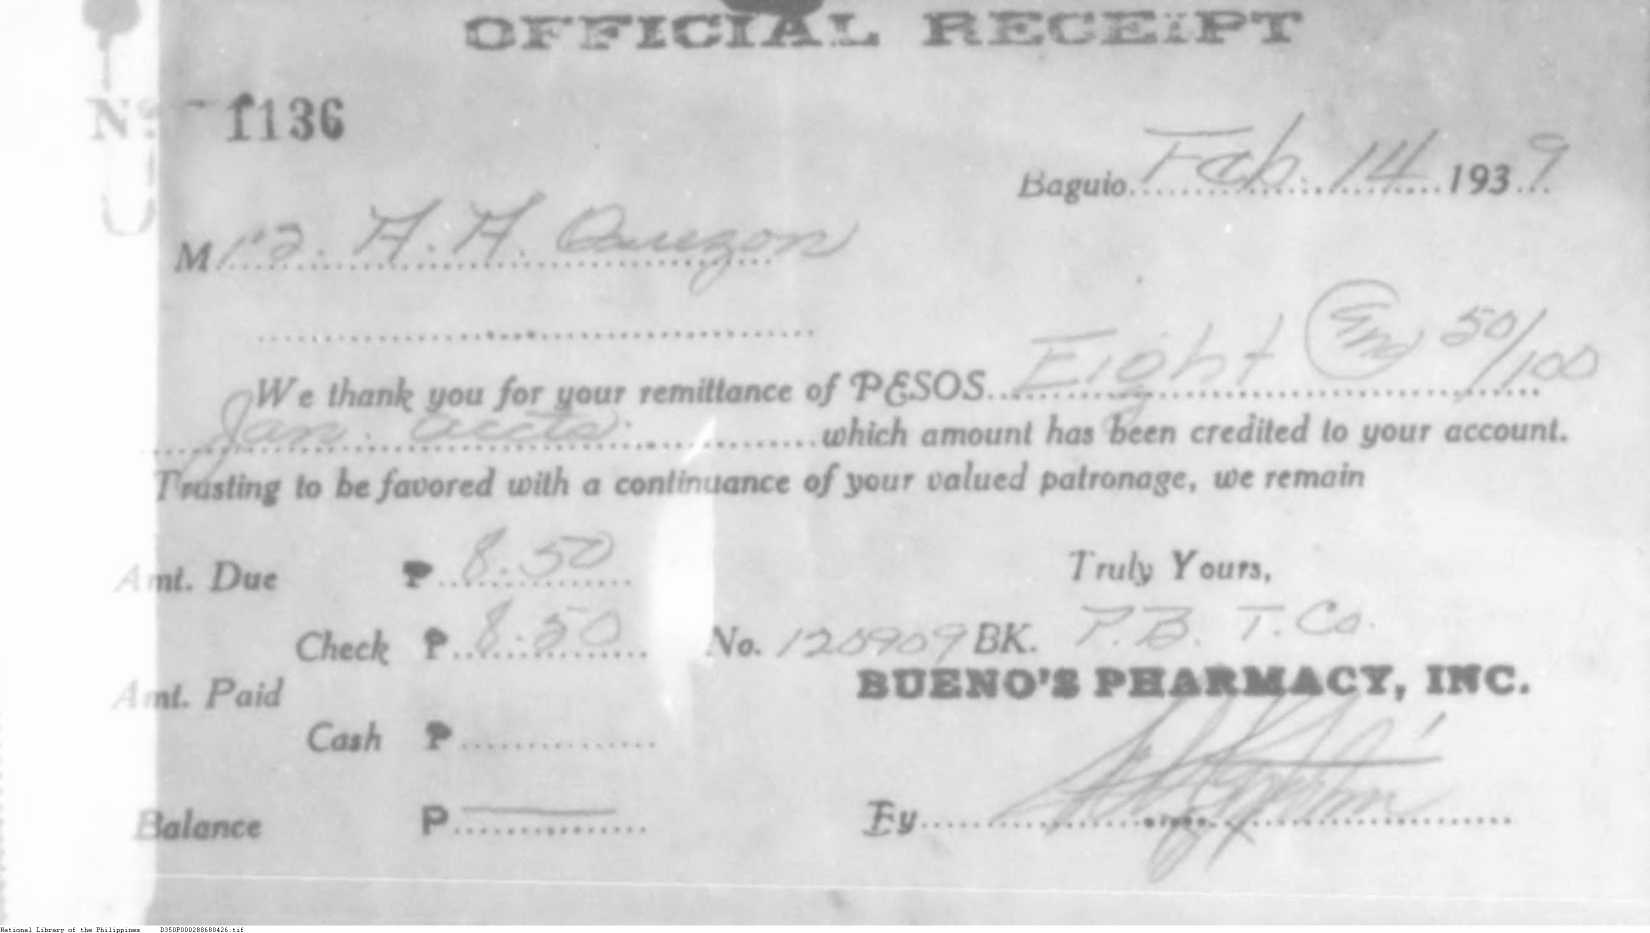 OFFICIAL RECEIPT
Nº 1136
Baguio Feb. 14 1939
Mrs. A. A. Quezon
We thank you for your remittance of PESOS Eight and 50/100
Jan. accts. which amount has been credited to your account.
Trusting to be favored with a continuance of your valued patronage, we remain
Amt. Due ₱ 8.50 Truly Yours,
Check ₱ 8.50 No. 120909 BK. P. B. T. Co.
BUENO'S PHARMACY, INC.
Amt. Paid
Cash ₱
Balance ₱ —
By
National Library of the Philippines D050P000288688426.tif